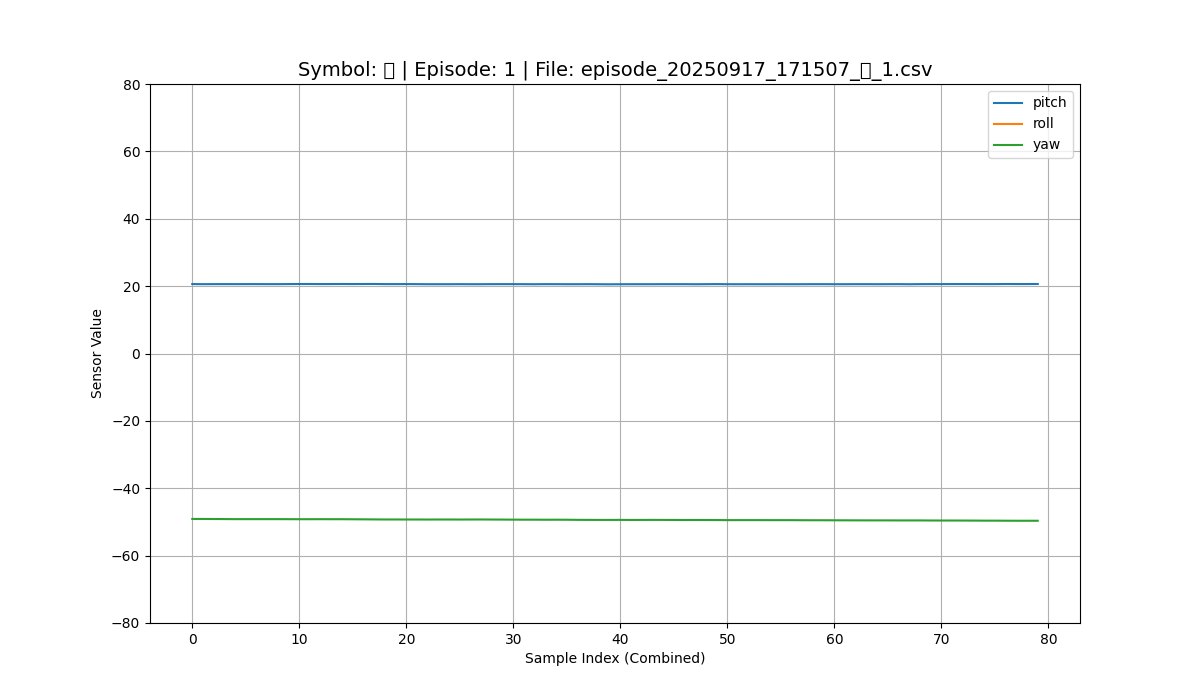 Symbol: ▯ | Episode: 1 | File: episode_20250917_171507_▯_1.csv
80
60
40
20
0
−20
−40
−60
−80
Sensor Value
pitch
roll
yaw
0 10 20 30 40 50 60 70 80
Sample Index (Combined)